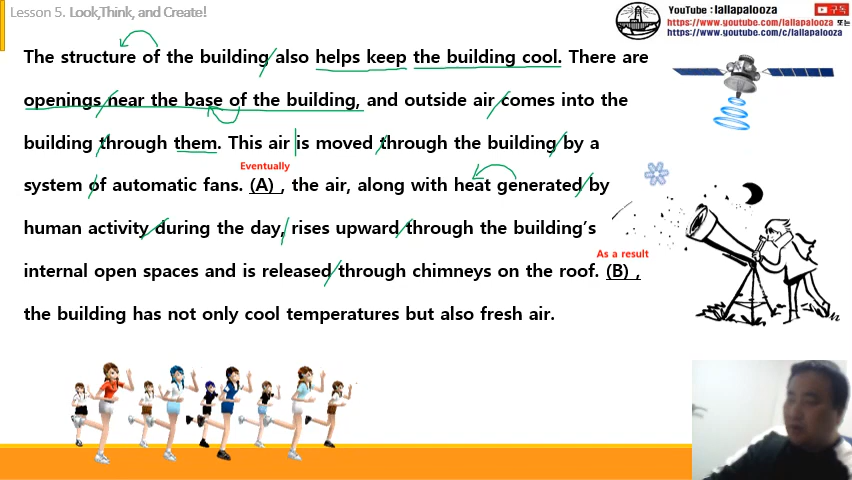 Lesson 5. Look,Think, and Create!
YouTube : lallapalooza
구독
https://www.youtube.com/lallapalooza 또는
https://www.youtube.com/c/lallapalooza
The structure of the building also helps keep the building cool. There are
openings near the base of the building, and outside air comes into the
building through them. This air is moved through the building by a
Eventually
system of automatic fans. (A) , the air, along with heat generated by
human activity during the day, rises upward through the building's
As a result
internal open spaces and is released through chimneys on the roof. (B) ,
the building has not only cool temperatures but also fresh air.